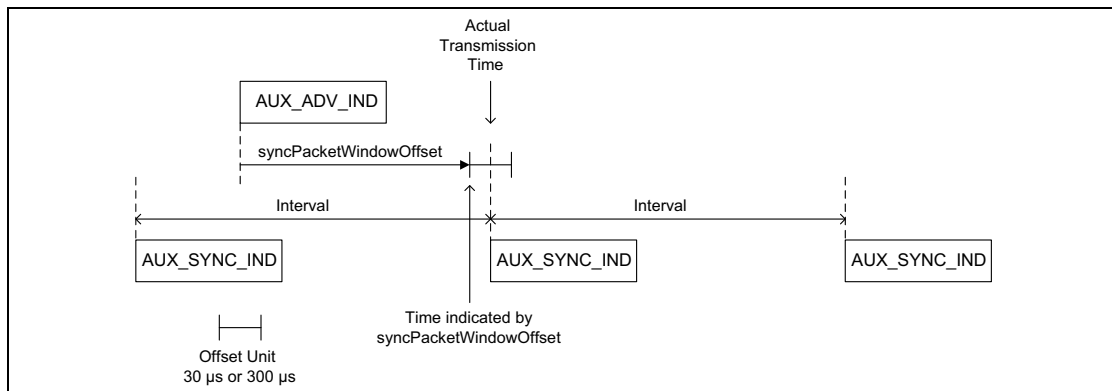 Actual
Transmission
Time
AUX_ADV_IND
syncPacketWindowOffset
Interval
Interval
AUX_SYNC_IND
AUX_SYNC_IND
AUX_SYNC_IND
Time indicated by
syncPacketWindowOffset
Offset Unit
30 µs or 300 µs